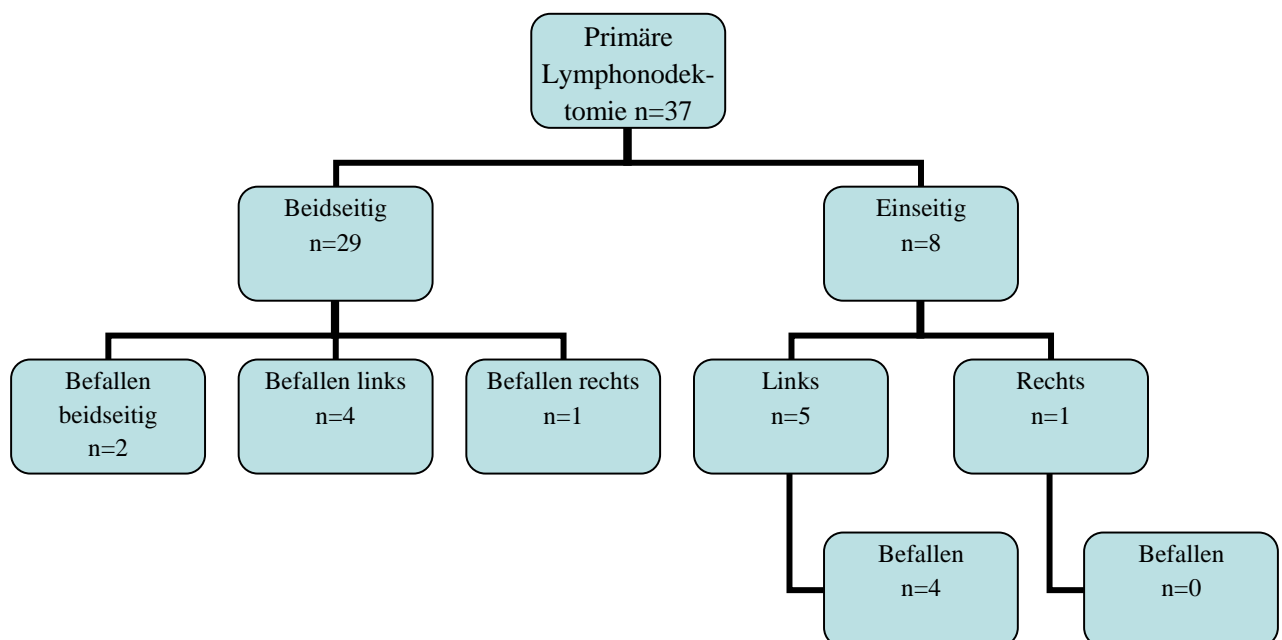 Primäre
Lymphonodek-
tomie n=37
Beidseitig
n=29
Einseitig
n=8
Befallen
beidseitig
n=2
Befallen links
n=4
Befallen rechts
n=1
Links
n=5
Rechts
n=1
Befallen
n=4
Befallen
n=0